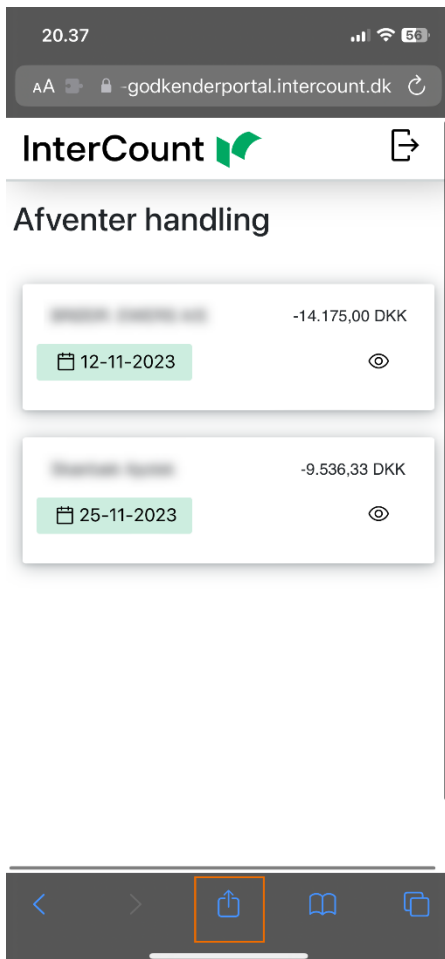 20.37
56
AA -godkenderportal.intercount.dk
InterCount
Afventer handling
-14.175,00 DKK
12-11-2023
-9.536,33 DKK
25-11-2023